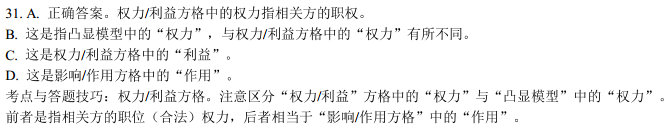 31. A. 正确答案。权力/利益方格中的权力指相关方的职权。
B. 这是指凸显模型中的“权力”，与权力/利益方格中的“权力”有所不同。
C. 这是权力/利益方格中的“利益”。
D. 这是影响/作用方格中的“作用”。
考点与答题技巧：权力/利益方格。注意区分“权力/利益”方格中的“权力”与“凸显模型”中的“权力”。
前者是指相关方的职位（合法）权力，后者相当于“影响/作用方格”中的“作用”。